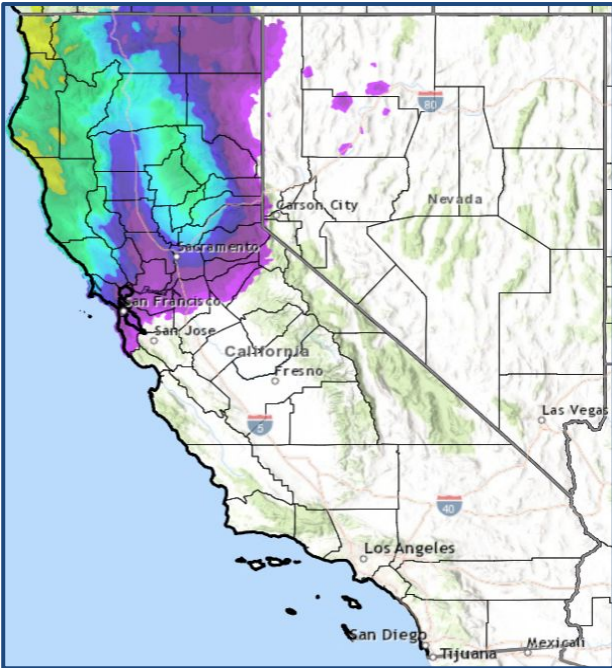 80
Carson City
Nevada
Sacramento
San Francisco
San Jose
California
Fresno
5
Las Vegas
40
Los Angeles
San Diego
Tijuana
Mexicali